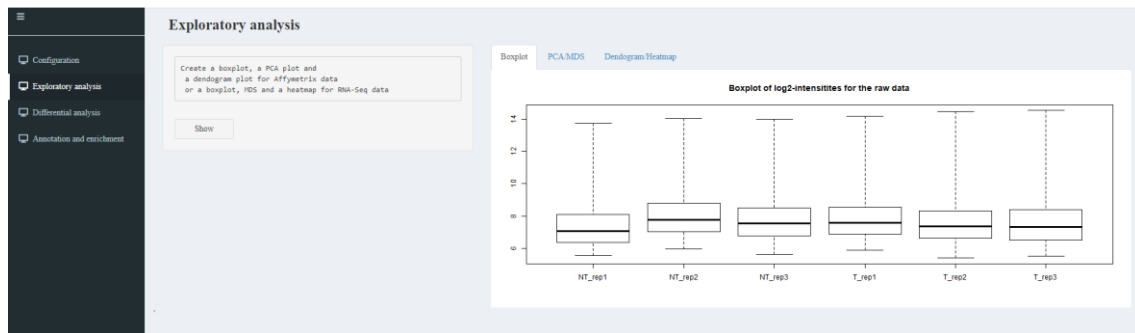 Exploratory analysis
Configuration
Exploratory analysis
Differential analysis
Annotation and enrichment
Create a boxplot, a PCA plot and
a dendogram plot for Affymetrix data
or a boxplot, MDS and a heatmap for RNA-Seq data
Show
Boxplot PCA/MDS Dendogram/Heatmap
Boxplot of log2-intensitites for the raw data
14
12
10
8
6
NT_rep1 NT_rep2 NT_rep3 T_rep1 T_rep2 T_rep3